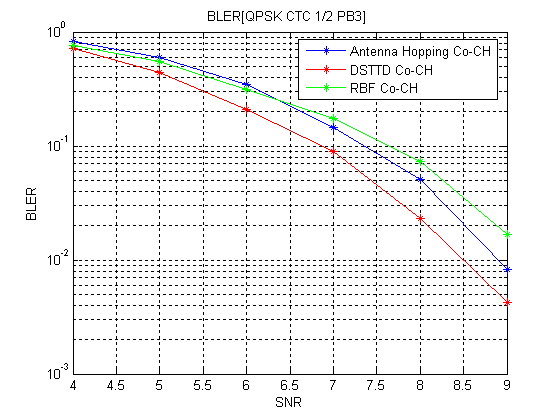 BLER[QPSK CTC 1/2 PB3]
Antenna Hopping Co-CH
DSTTD Co-CH
RBF Co-CH
BLER
10⁰
10⁻¹
10⁻²
10⁻³
4 4.5 5 5.5 6 6.5 7 7.5 8 8.5 9
SNR